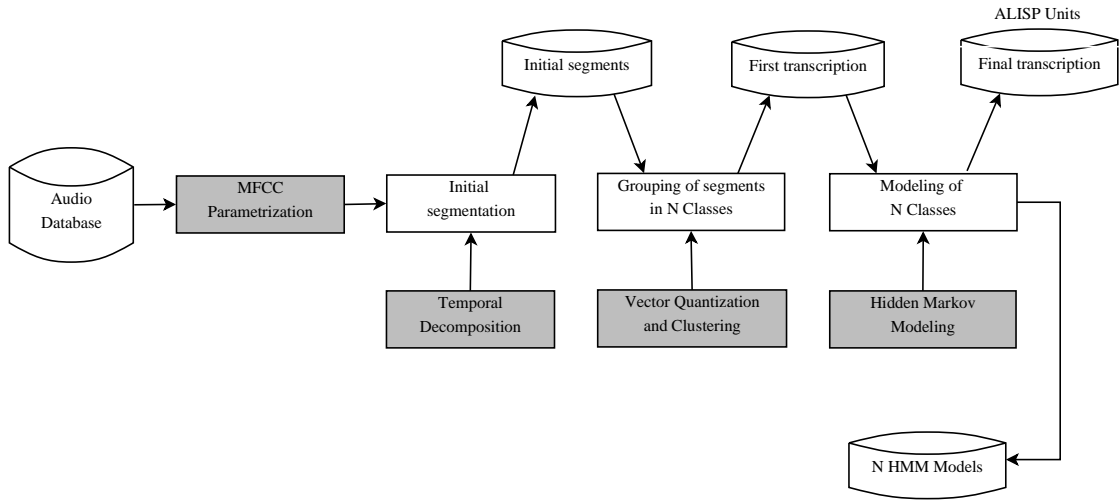 ALISP Units
Initial segments
First transcription
Final transcription
Audio
Database
MFCC
Parametrization
Initial
segmentation
Grouping of segments
in N Classes
Modeling of
N Classes
Temporal
Decomposition
Vector Quantization
and Clustering
Hidden Markov
Modeling
N HMM Models